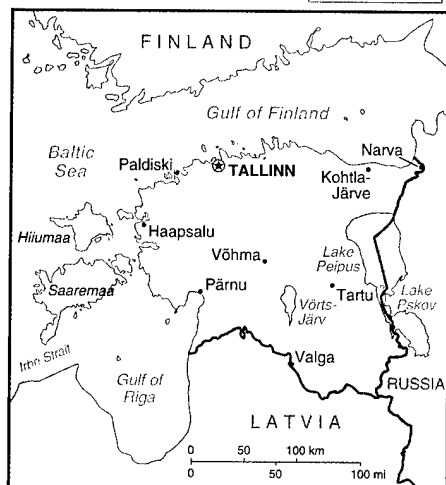 FINLAND
Gulf of Finland
Baltic
Sea
Narva
Paldiski
TALLINN
Kohtla-
Järve
Hiiumaa
Haapsalu
Lake
Peipus
Võhma
Saaremaa
Pärnu
Tartu
Lake
Pskov
Võrts-
Järv
Irbe Strait
Valga
Gulf of
Riga
RUSSIA
LATVIA
0 50 100 km
0 50 100 mi